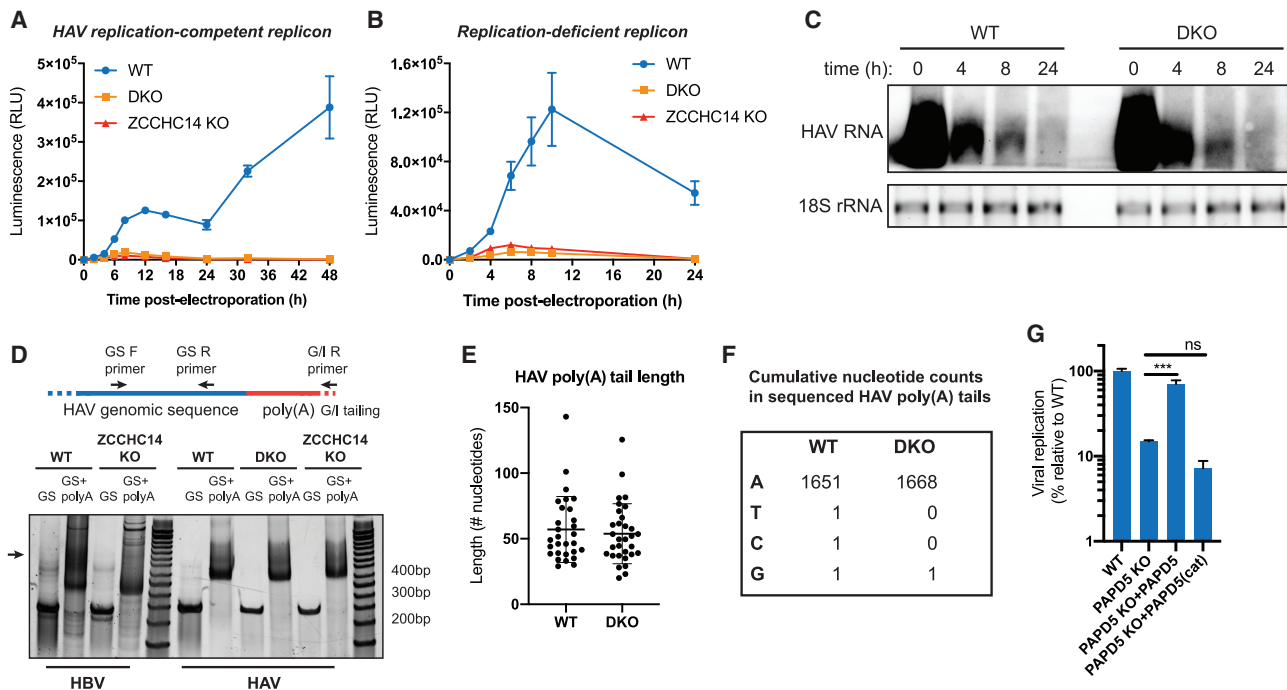 A
HAV replication-competent replicon
Luminescence (RLU)
5×10⁵
4×10⁵
3×10⁵
2×10⁵
1×10⁵
0
WT
DKO
ZCCHC14 KO
0 6 12 18 24 30 36 42 48
Time post-electroporation (h)
B
Replication-deficient replicon
Luminescence (RLU)
1.6×10⁵
1.2×10⁵
8.0×10⁴
4.0×10⁴
0.0
WT
DKO
ZCCHC14 KO
0 4 8 12 16 20 24
Time post-electroporation (h)
C
WT DKO
time (h): 0 4 8 24 0 4 8 24
HAV RNA
18S rRNA
D
GS F primer
GS R primer
G/I R primer
HAV genomic sequence
poly(A)
G/I tailing
WT
ZCCHC14 KO
WT
DKO
ZCCHC14 KO
GS GS+ polyA GS GS+ polyA GS GS+ polyA GS GS+ polyA GS GS+ polyA
400bp
300bp
200bp
HBV
HAV
E
HAV poly(A) tail length
Length (# nucleotides)
150
100
50
0
WT DKO
F
Cumulative nucleotide counts
in sequenced HAV poly(A) tails
WT DKO
A 1651 1668
T 1 0
C 1 0
G 1 1
G
Viral replication
(% relative to WT)
100
10
1
ns
***
WT
PAPD5 KO
PAPD5 KO+PAPD5
PAPD5 KO+PAPD5(cat)